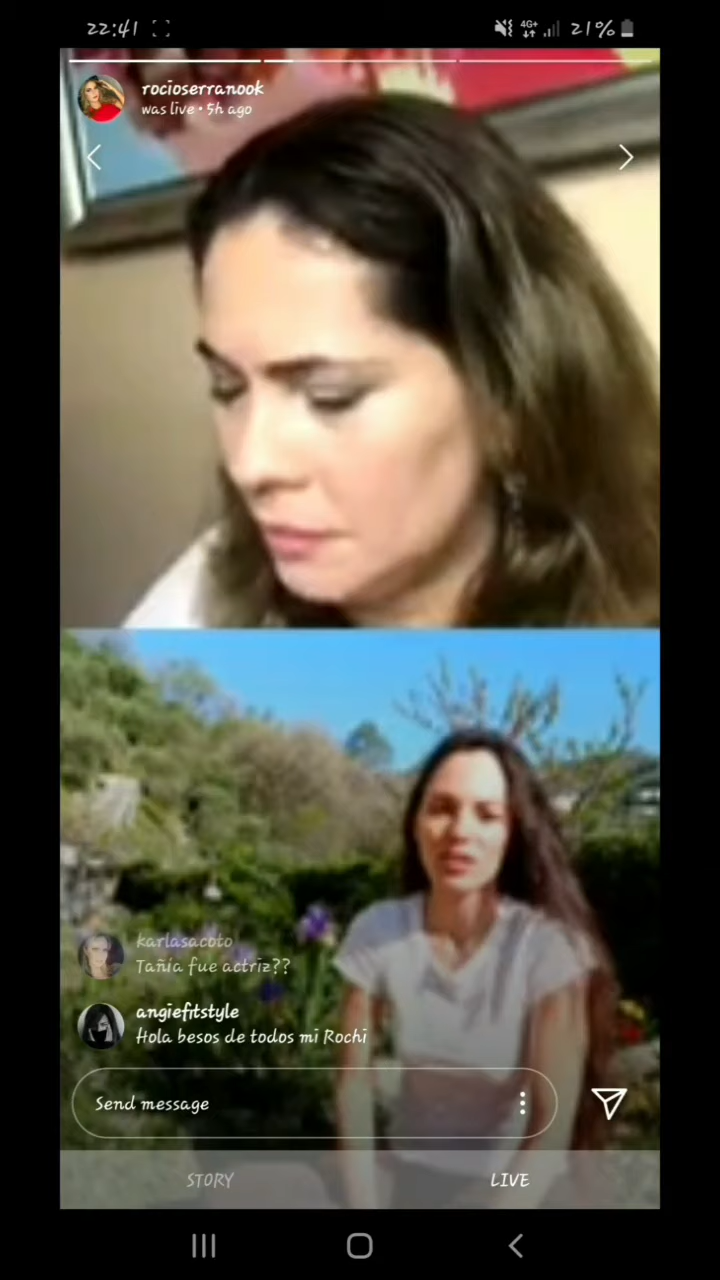 22:41
4G+
21%
rocioserranook
was live • 5h ago
karlasacoto
Tañia fue actriz??
angiefitstyle
Hola besos de todos mi Rochi
Send message
STORY
LIVE